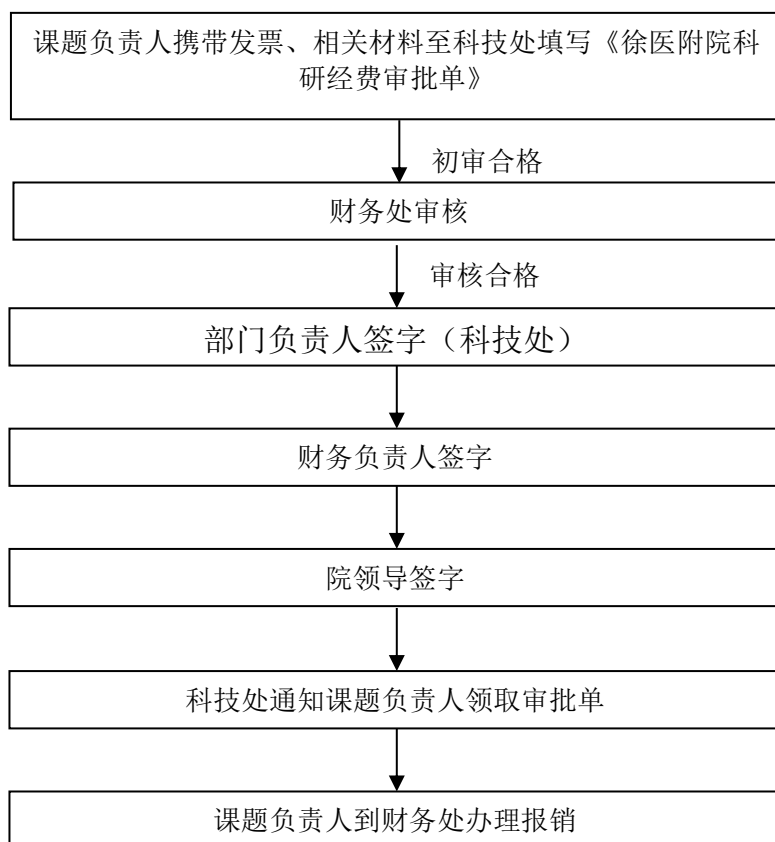 课题负责人携带发票、相关材料至科技处填写《徐医附院科
研经费审批单》
初审合格
财务处审核
审核合格
部门负责人签字（科技处）
财务负责人签字
院领导签字
科技处通知课题负责人领取审批单
课题负责人到财务处办理报销